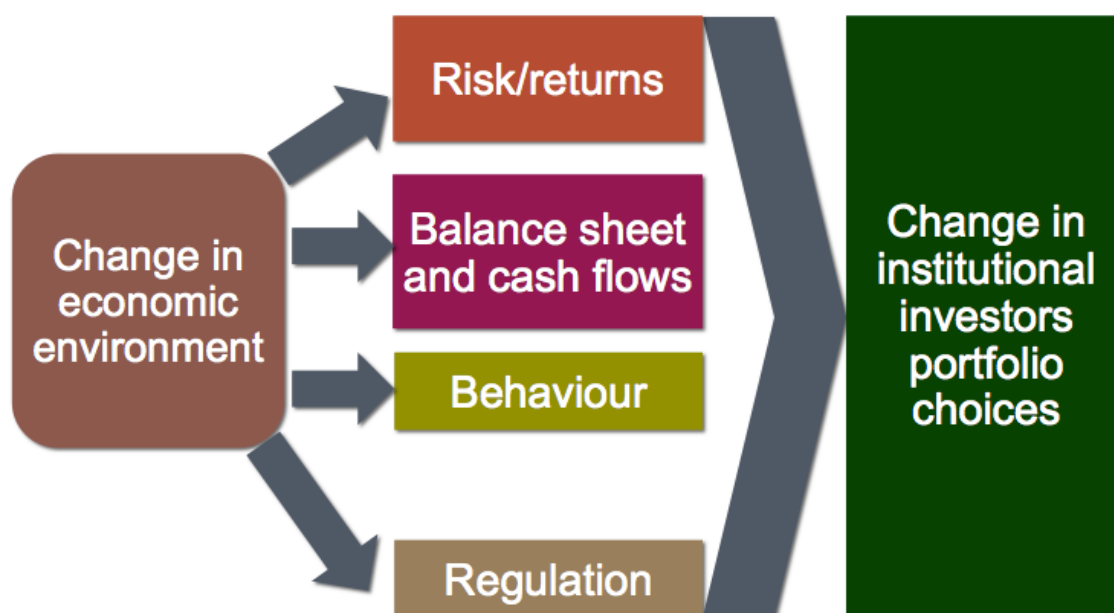 Risk/returns
Balance sheet
and cash flows
Change in
economic
environment
Behaviour
Regulation
Change in
institutional
investors
portfolio
choices